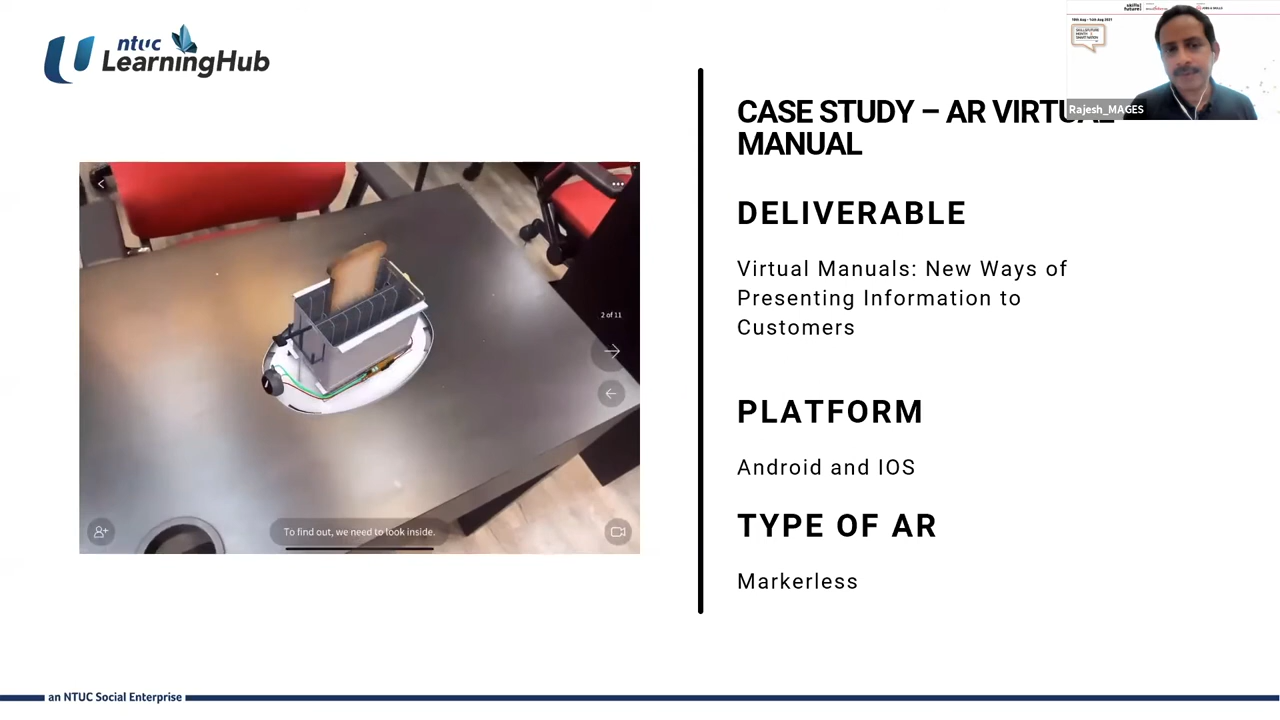 ntuc
LearningHub
CASE STUDY – AR VIRTUAL
MANUAL
DELIVERABLE
Virtual Manuals: New Ways of
Presenting Information to
Customers
PLATFORM
Android and IOS
TYPE OF AR
Markerless
2 of 11
To find out, we need to look inside.
Rajesh_MAGES
an NTUC Social Enterprise